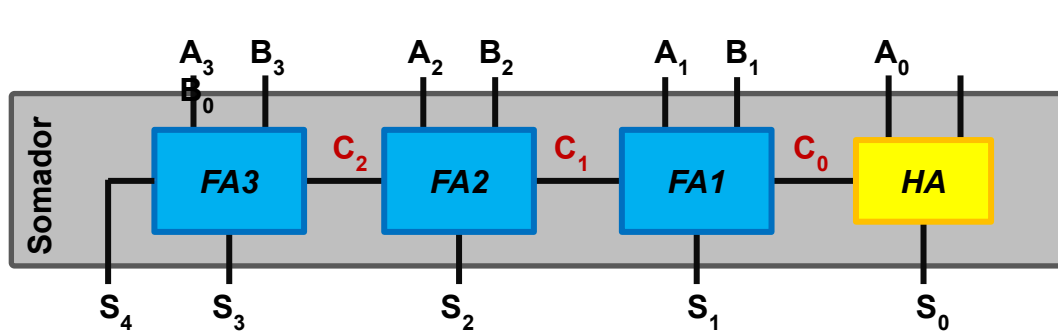 A₃ B₃ A₂ B₂ A₁ B₁ A₀
B₀
Somador
C₂ C₁ C₀
FA3 FA2 FA1 HA
S₄ S₃ S₂ S₁ S₀